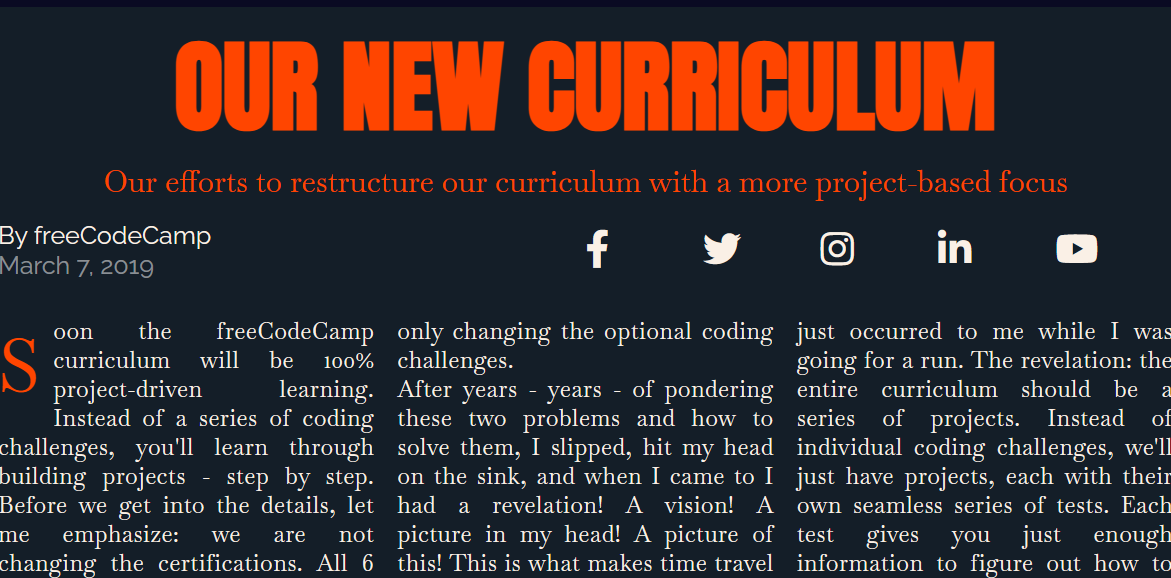 OUR NEW CURRICULUM
Our efforts to restructure our curriculum with a more project-based focus
By freeCodeCamp
March 7, 2019
Soon the freeCodeCamp
curriculum will be 100%
project-driven learning.
Instead of a series of coding
challenges, you'll learn through
building projects - step by step.
Before we get into the details, let
me emphasize: we are not
changing the certifications. All 6
only changing the optional coding
challenges.
After years - years - of pondering
these two problems and how to
solve them, I slipped, hit my head
on the sink, and when I came to I
had a revelation! A vision! A
picture in my head! A picture of
this! This is what makes time travel
just occurred to me while I was
going for a run. The revelation: the
entire curriculum should be a
series of projects. Instead of
individual coding challenges, we'll
just have projects, each with their
own seamless series of tests. Each
test gives you just enough
information to figure out how to